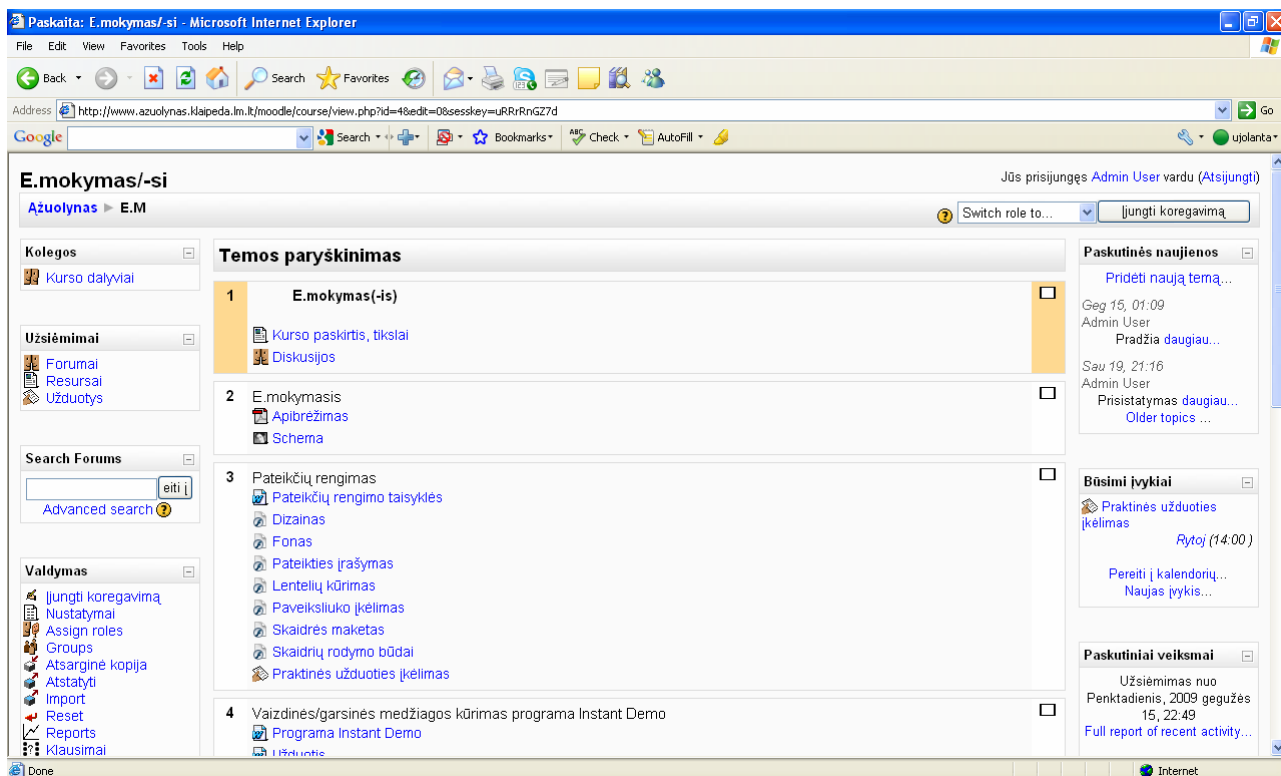 Paskaita: E.mokymas/-si - Microsoft Internet Explorer
File Edit View Favorites Tools Help
Back Search Favorites
Address http://www.azuolynas.klaipeda.lm.lt/moodle/course/view.php?id=4&edit=0&sesskey=uRRrRnGZ7d Go
Google Search Bookmarks Check AutoFill ujolanta
E.mokymas/-si
Jūs prisijungęs Admin User vardu (Atsijungti)
Ąžuolynas ► E.M
Switch role to... Įjungti koregavimą
Kolegos
Kurso dalyviai
Užsiėmimai
Forumai
Resursai
Užduotys
Search Forums
eiti į
Advanced search
Valdymas
Įjungti koregavimą
Nustatymai
Assign roles
Groups
Atsarginė kopija
Atstatyti
Import
Reset
Reports
Klausimai
Temos paryškinimas
1 E.mokymas(-is)
Kurso paskirtis, tikslai
Diskusijos
2 E.mokymasis
Apibrėžimas
Schema
3 Pateikčių rengimas
Pateikčių rengimo taisyklės
Dizainas
Fonas
Pateikties įrašymas
Lentelių kūrimas
Paveiksliuko įkėlimas
Skaidrės maketas
Skaidrių rodymo būdai
Praktinės užduoties įkėlimas
4 Vaizdinės/garsinės medžiagos kūrimas programa Instant Demo
Programa Instant Demo
Užduotis
Paskutinės naujienos
Pridėti naują temą...
Geg 15, 01:09
Admin User
Pradžia daugiau...
Sau 19, 21:16
Admin User
Prisistatymas daugiau...
Older topics ...
Būsimi įvykiai
Praktinės užduoties
įkėlimas
Rytoj (14:00 )
Pereiti į kalendorių...
Naujas įvykis...
Paskutiniai veiksmai
Užsiėmimas nuo
Penktadienis, 2009 gegužės
15, 22:49
Full report of recent activity...
Done Internet